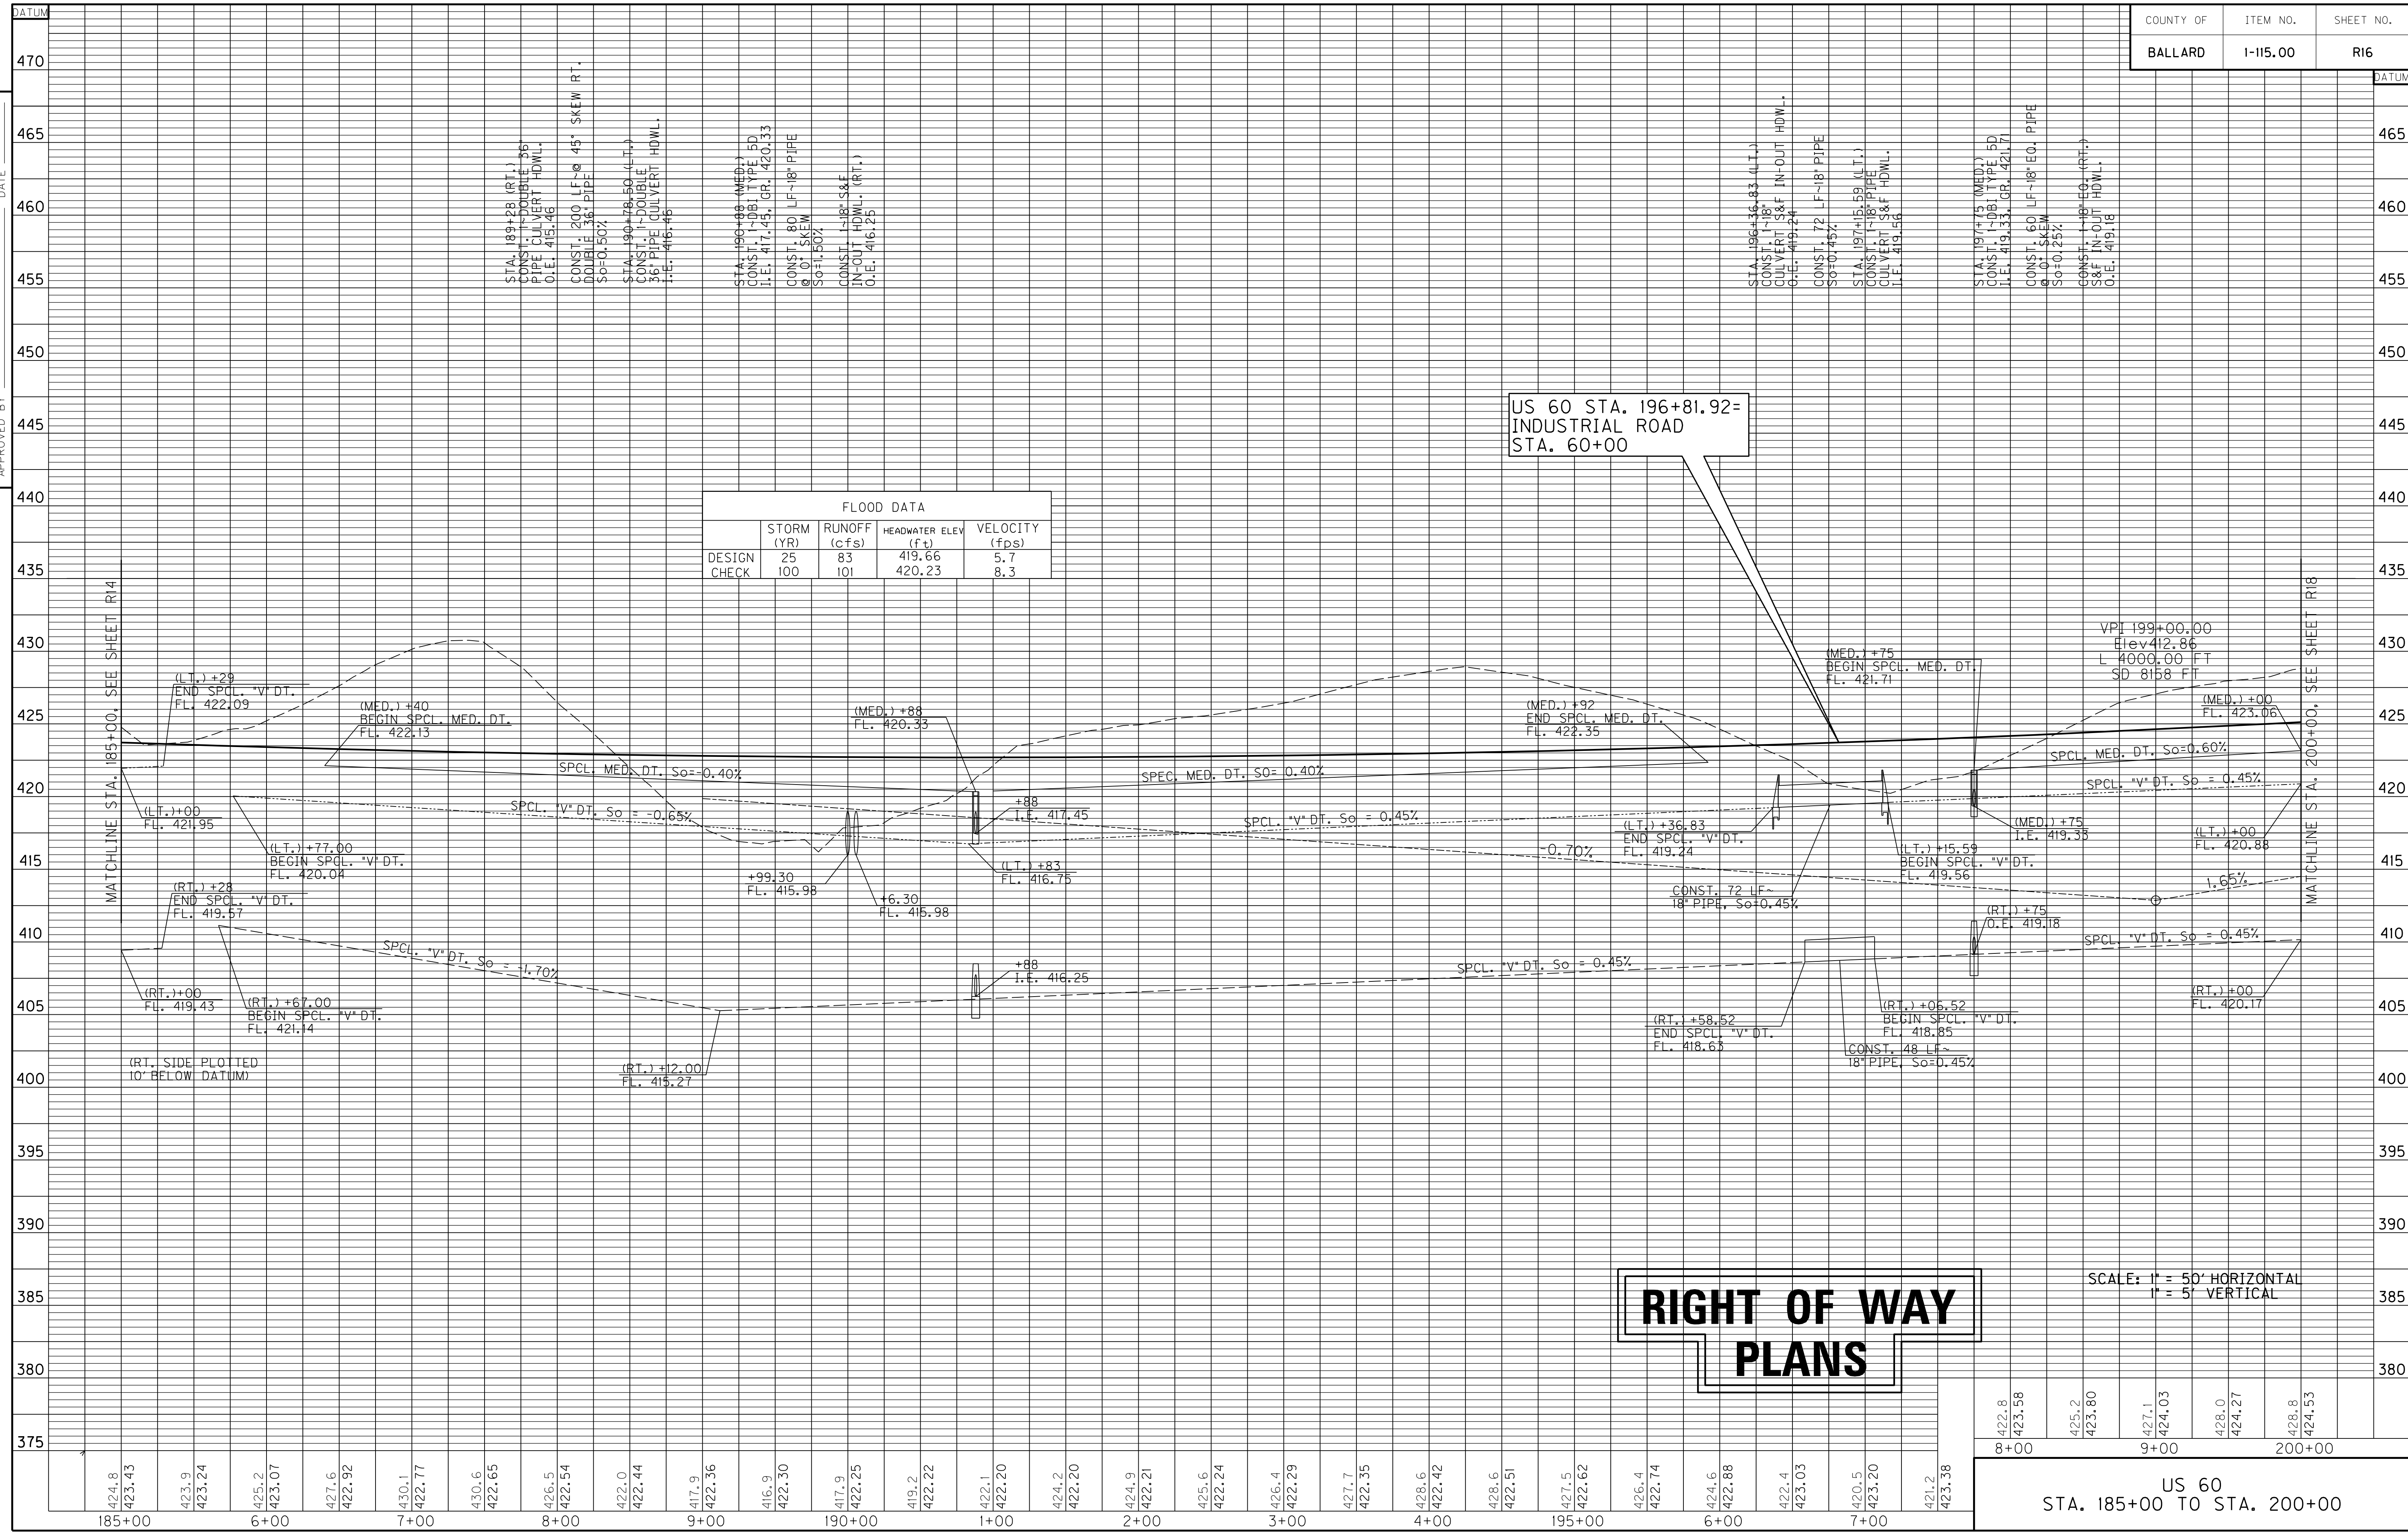 DATUM
COUNTY OF ITEM NO. SHEET NO.
BALLARD 1-115.00 R16
DATUM
470
465
460
455
450
445
440
435
430
425
420
415
410
405
400
395
390
385
380
375
APPROVED BY DATE
STA. 189+28 (RT.)
CONST. 1~DOUBLE 36"
PIPE CULVERT HDWL.
O.E. 415.46
CONST. 200 LF~@ 45° SKEW RT.
DOUBLE 36" PIPE
So=0.50%
STA. 190+78.50 (LT.)
CONST. 1~DOUBLE
36" PIPE CULVERT HDWL.
I.E. 416.46
STA. 190+88 (MED.)
CONST. 1~DBI TYPE 5D
I.E. 417.45, GR. 420.33
CONST. 80 LF~18" PIPE
@ 0° SKEW
So=1.50%
CONST. 1~18" S&F
IN-OUT HDWL. (RT.)
O.E. 416.25
STA. 196+36.83 (LT.)
CONST. 1~18"
CULVERT S&F IN-OUT HDWL.
O.E. 419.24
CONST. 72 LF~18" PIPE
So=0.45%
STA. 197+15.59 (LT.)
CONST. 1~18" PIPE
CULVERT S&F HDWL.
I.E. 419.56
STA. 197+75 (MED.)
CONST. 1~DBI TYPE 5D
I.E. 419.33, GR. 421.71
CONST. 60 LF~18" EQ. PIPE
@ 0° SKEW
So=0.25%
CONST. 1~18" EQ. (RT.)
S&F IN-OUT HDWL.
O.E. 419.18
465
460
455
450
445
440
435
430
425
420
415
410
405
400
395
390
385
380
US 60 STA. 196+81.92=
INDUSTRIAL ROAD
STA. 60+00
FLOOD DATA
STORM RUNOFF HEADWATER ELEV VELOCITY
(YR) (cfs) (ft) (fps)
DESIGN 25 83 419.66 5.7
CHECK 100 101 420.23 8.3
MATCHLINE STA. 185+00, SEE SHEET R14
(LT.) +29
END SPCL. "V" DT.
FL. 422.09
(MED.) +40
BEGIN SPCL. MED. DT.
FL. 422.13
(MED.) +88
FL. 420.33
(MED.) +92
END SPCL. MED. DT.
FL. 422.35
(MED.) +75
BEGIN SPCL. MED. DT.
FL. 421.71
VPI 199+00.00
Elev412.86
L 4000.00 FT
SD 8158 FT
(MED.) +00
FL. 423.06
MATCHLINE STA. 200+00, SEE SHEET R18
SPCL. MED. DT. So=-0.40%
SPEC. MED. DT. SO= 0.40%
SPCL. MED. DT. So=0.60%
SPCL. "V" DT. So = 0.45%
(LT.)+00
FL. 421.95
SPCL. "V" DT. So = -0.65%
+88
I.E. 417.45
SPCL. "V" DT. So = 0.45%
(LT.) +36.83
END SPCL. "V" DT.
FL. 419.24
(MED.) +75
I.E. 419.33
(LT.) +00
FL. 420.88
(LT.) +77.00
BEGIN SPCL. "V" DT.
FL. 420.04
-0.70%
(LT.) +15.59
BEGIN SPCL. "V" DT.
FL. 419.56
+99.30
FL. 415.98
+6.30
FL. 415.98
(LT.) +83
FL. 416.75
CONST. 72 LF~
18" PIPE, So=0.45%
1.65%
(RT.) +28
END SPCL. "V" DT.
FL. 419.57
(RT.) +75
O.E. 419.18
SPCL. "V" DT. So = -1.70%
+88
I.E. 416.25
SPCL. "V" DT. So = 0.45%
SPCL. "V" DT. So = 0.45%
(RT.)+00
FL. 419.43
(RT.) +67.00
BEGIN SPCL. "V" DT.
FL. 421.14
(RT.) +58.52
END SPCL. "V" DT.
FL. 418.63
(RT.) +06.52
BEGIN SPCL. "V" DT.
FL. 418.85
(RT.) +00
FL. 420.17
CONST. 48 LF~
18" PIPE, So=0.45%
(RT. SIDE PLOTTED
10' BELOW DATUM)
(RT.) +12.00
FL. 415.27
RIGHT OF WAY
PLANS
SCALE: 1" = 50' HORIZONTAL
1" = 5' VERTICAL
424.8
423.43
423.9
423.24
425.2
423.07
427.6
422.92
430.1
422.77
430.6
422.65
426.5
422.54
422.0
422.44
417.9
422.36
416.9
422.30
417.9
422.25
419.2
422.22
422.1
422.20
424.2
422.20
424.9
422.21
425.6
422.24
426.4
422.29
427.7
422.35
428.6
422.42
428.6
422.51
427.5
422.62
426.4
422.74
424.6
422.88
422.4
423.03
420.5
423.20
421.2
423.38
422.8
423.58
425.2
423.80
427.1
424.03
428.0
424.27
428.8
424.53
8+00 9+00 200+00
185+00 6+00 7+00 8+00 9+00 190+00 1+00 2+00 3+00 4+00 195+00 6+00 7+00
US 60
STA. 185+00 TO STA. 200+00